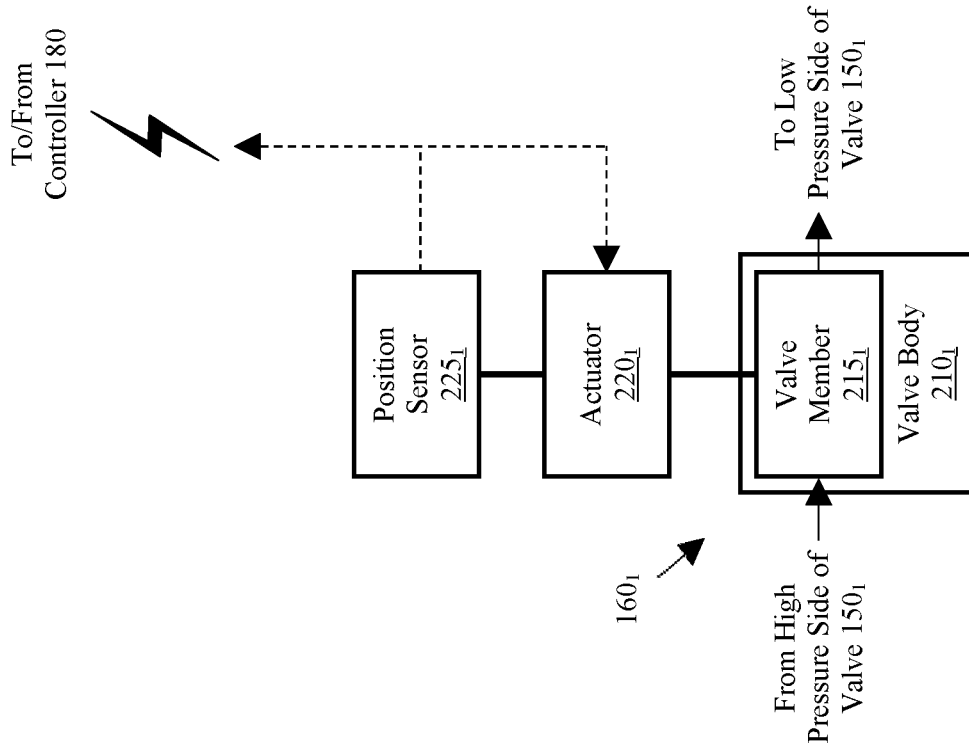 To/From
Controller 180
Position
Sensor
225₁
Actuator
220₁
Valve
Member
215₁
Valve Body
210₁
160₁
From High
Pressure Side of
Valve 150₁
To Low
Pressure Side of
Valve 150₁